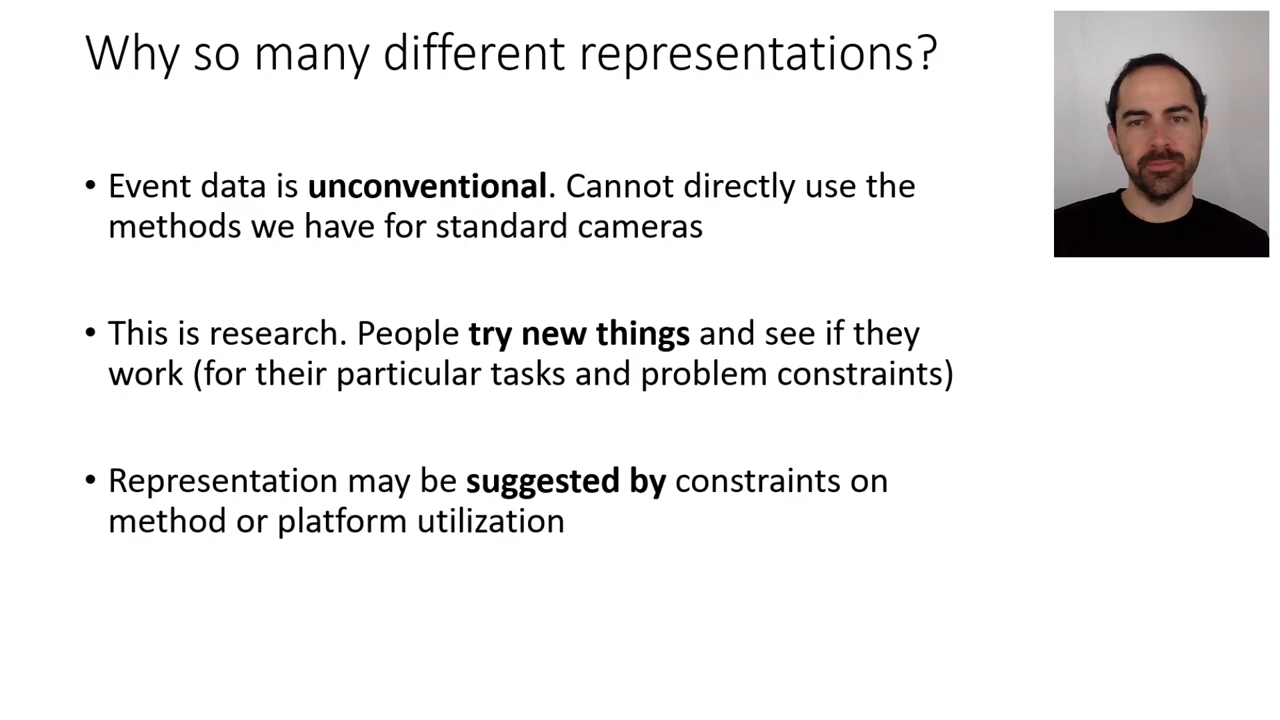 Why so many different representations?
• Event data is unconventional. Cannot directly use the
methods we have for standard cameras
• This is research. People try new things and see if they
work (for their particular tasks and problem constraints)
• Representation may be suggested by constraints on
method or platform utilization